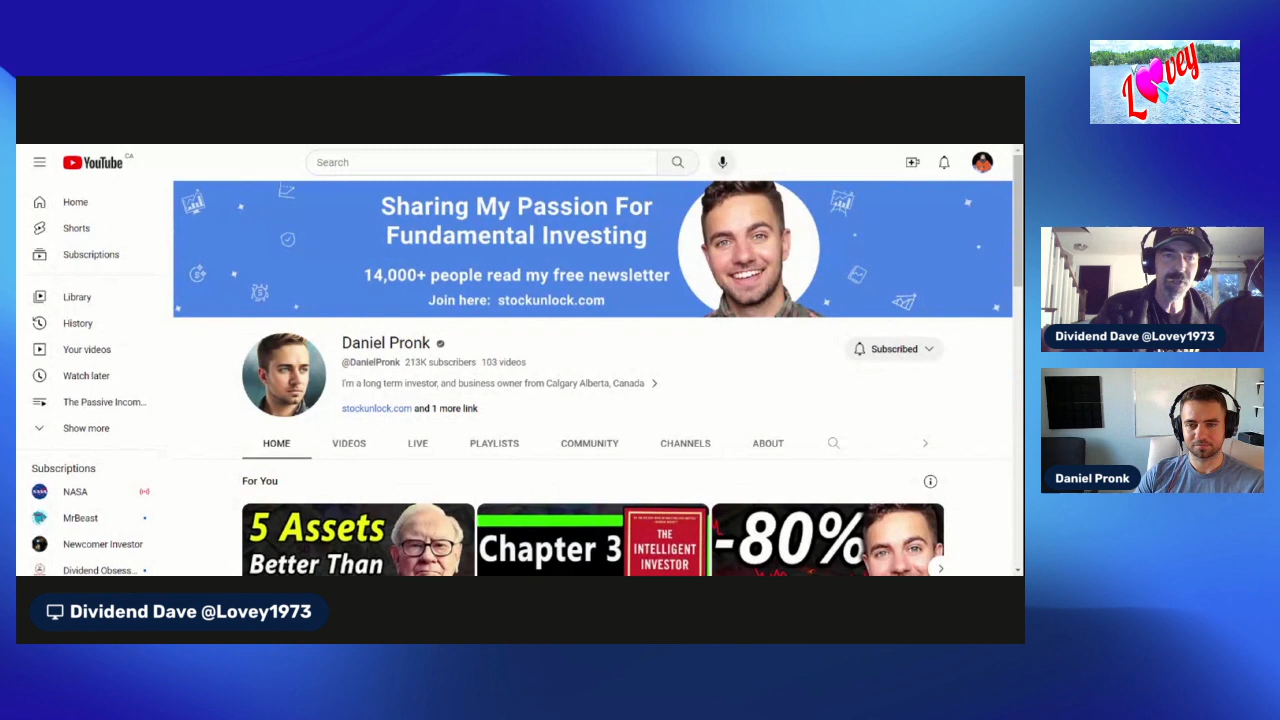 Lovey
YouTube CA
Search
Home
Shorts
Subscriptions
Library
History
Your videos
Watch later
The Passive Incom...
Show more
Subscriptions
NASA
MrBeast
Newcomer Investor
Dividend Obsess...
Sharing My Passion For
Fundamental Investing
14,000+ people read my free newsletter
Join here: stockunlock.com
Daniel Pronk
@DanielPronk 213K subscribers 103 videos
I'm a long term investor, and business owner from Calgary Alberta, Canada
stockunlock.com and 1 more link
Subscribed
HOME VIDEOS LIVE PLAYLISTS COMMUNITY CHANNELS ABOUT
For You
5 Assets
Better Than
Chapter 3
THE
INTELLIGENT
INVESTOR
-80%
Dividend Dave @Lovey1973
Daniel Pronk
Dividend Dave @Lovey1973